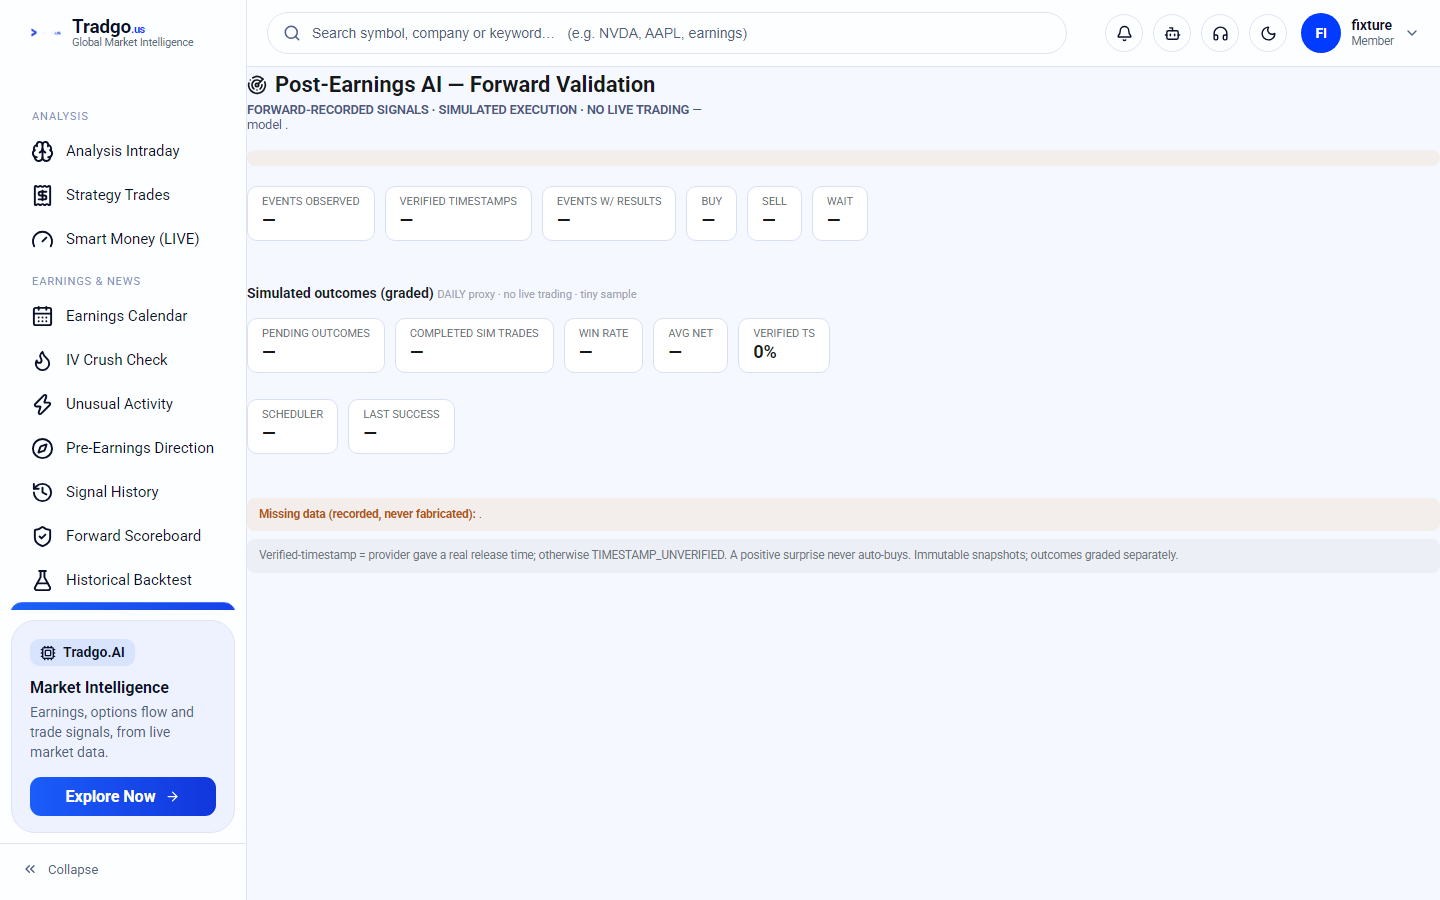 Tradgo.us
Global Market Intelligence
Search symbol, company or keyword... (e.g. NVDA, AAPL, earnings)
FI
fixture
Member
ANALYSIS
Analysis Intraday
Strategy Trades
Smart Money (LIVE)
EARNINGS & NEWS
Earnings Calendar
IV Crush Check
Unusual Activity
Pre-Earnings Direction
Signal History
Forward Scoreboard
Historical Backtest
Tradgo.AI
Market Intelligence
Earnings, options flow and
trade signals, from live
market data.
Explore Now →
Collapse
Post-Earnings AI — Forward Validation
FORWARD-RECORDED SIGNALS · SIMULATED EXECUTION · NO LIVE TRADING —
model .
EVENTS OBSERVED
—
VERIFIED TIMESTAMPS
—
EVENTS W/ RESULTS
—
BUY
—
SELL
—
WAIT
—
Simulated outcomes (graded) DAILY proxy · no live trading · tiny sample
PENDING OUTCOMES
—
COMPLETED SIM TRADES
—
WIN RATE
—
AVG NET
—
VERIFIED TS
0%
SCHEDULER
—
LAST SUCCESS
—
Missing data (recorded, never fabricated): .
Verified-timestamp = provider gave a real release time; otherwise TIMESTAMP_UNVERIFIED. A positive surprise never auto-buys. Immutable snapshots; outcomes graded separately.